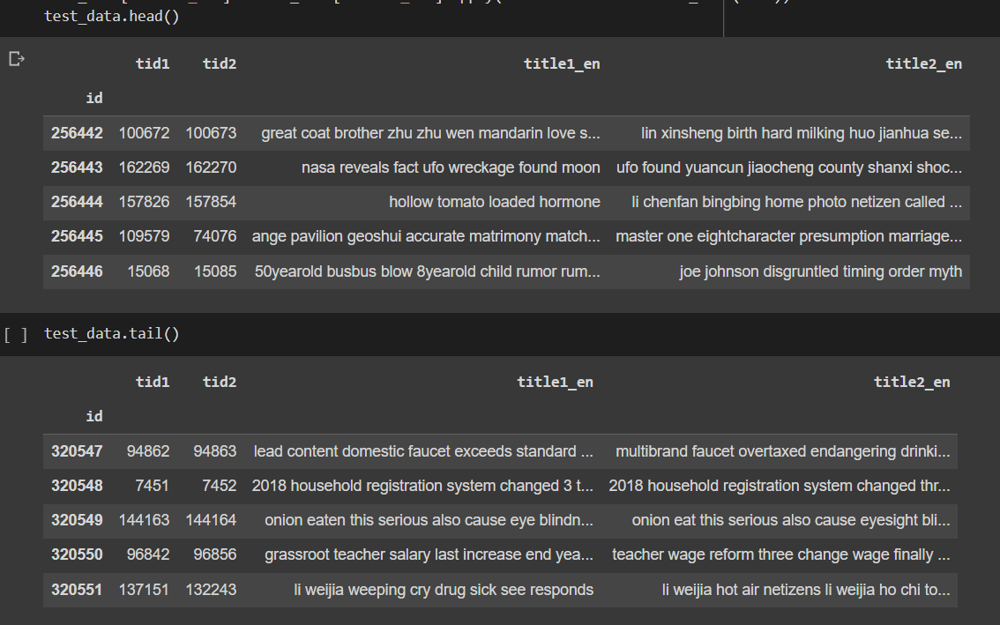 test_data.head()
tid1 tid2 title1_en title2_en
id
256442 100672 100673 great coat brother zhu zhu wen mandarin love s... lin xinsheng birth hard milking huo jianhua se...
256443 162269 162270 nasa reveals fact ufo wreckage found moon ufo found yuancun jiaocheng county shanxi shoc...
256444 157826 157854 hollow tomato loaded hormone li chenfan bingbing home photo netizen called ...
256445 109579 74076 ange pavilion geoshui accurate matrimony match... master one eightcharacter presumption marriage...
256446 15068 15085 50yearold busbus blow 8yearold child rumor rum... joe johnson disgruntled timing order myth
[ ] test_data.tail()
tid1 tid2 title1_en title2_en
id
320547 94862 94863 lead content domestic faucet exceeds standard ... multibrand faucet overtaxed endangering drinki...
320548 7451 7452 2018 household registration system changed 3 t... 2018 household registration system changed thr...
320549 144163 144164 onion eaten this serious also cause eye blindn... onion eat this serious also cause eyesight bli...
320550 96842 96856 grassroot teacher salary last increase end yea... teacher wage reform three change wage finally ...
320551 137151 132243 li weijia weeping cry drug sick see responds li weijia hot air netizens li weijia ho chi to...